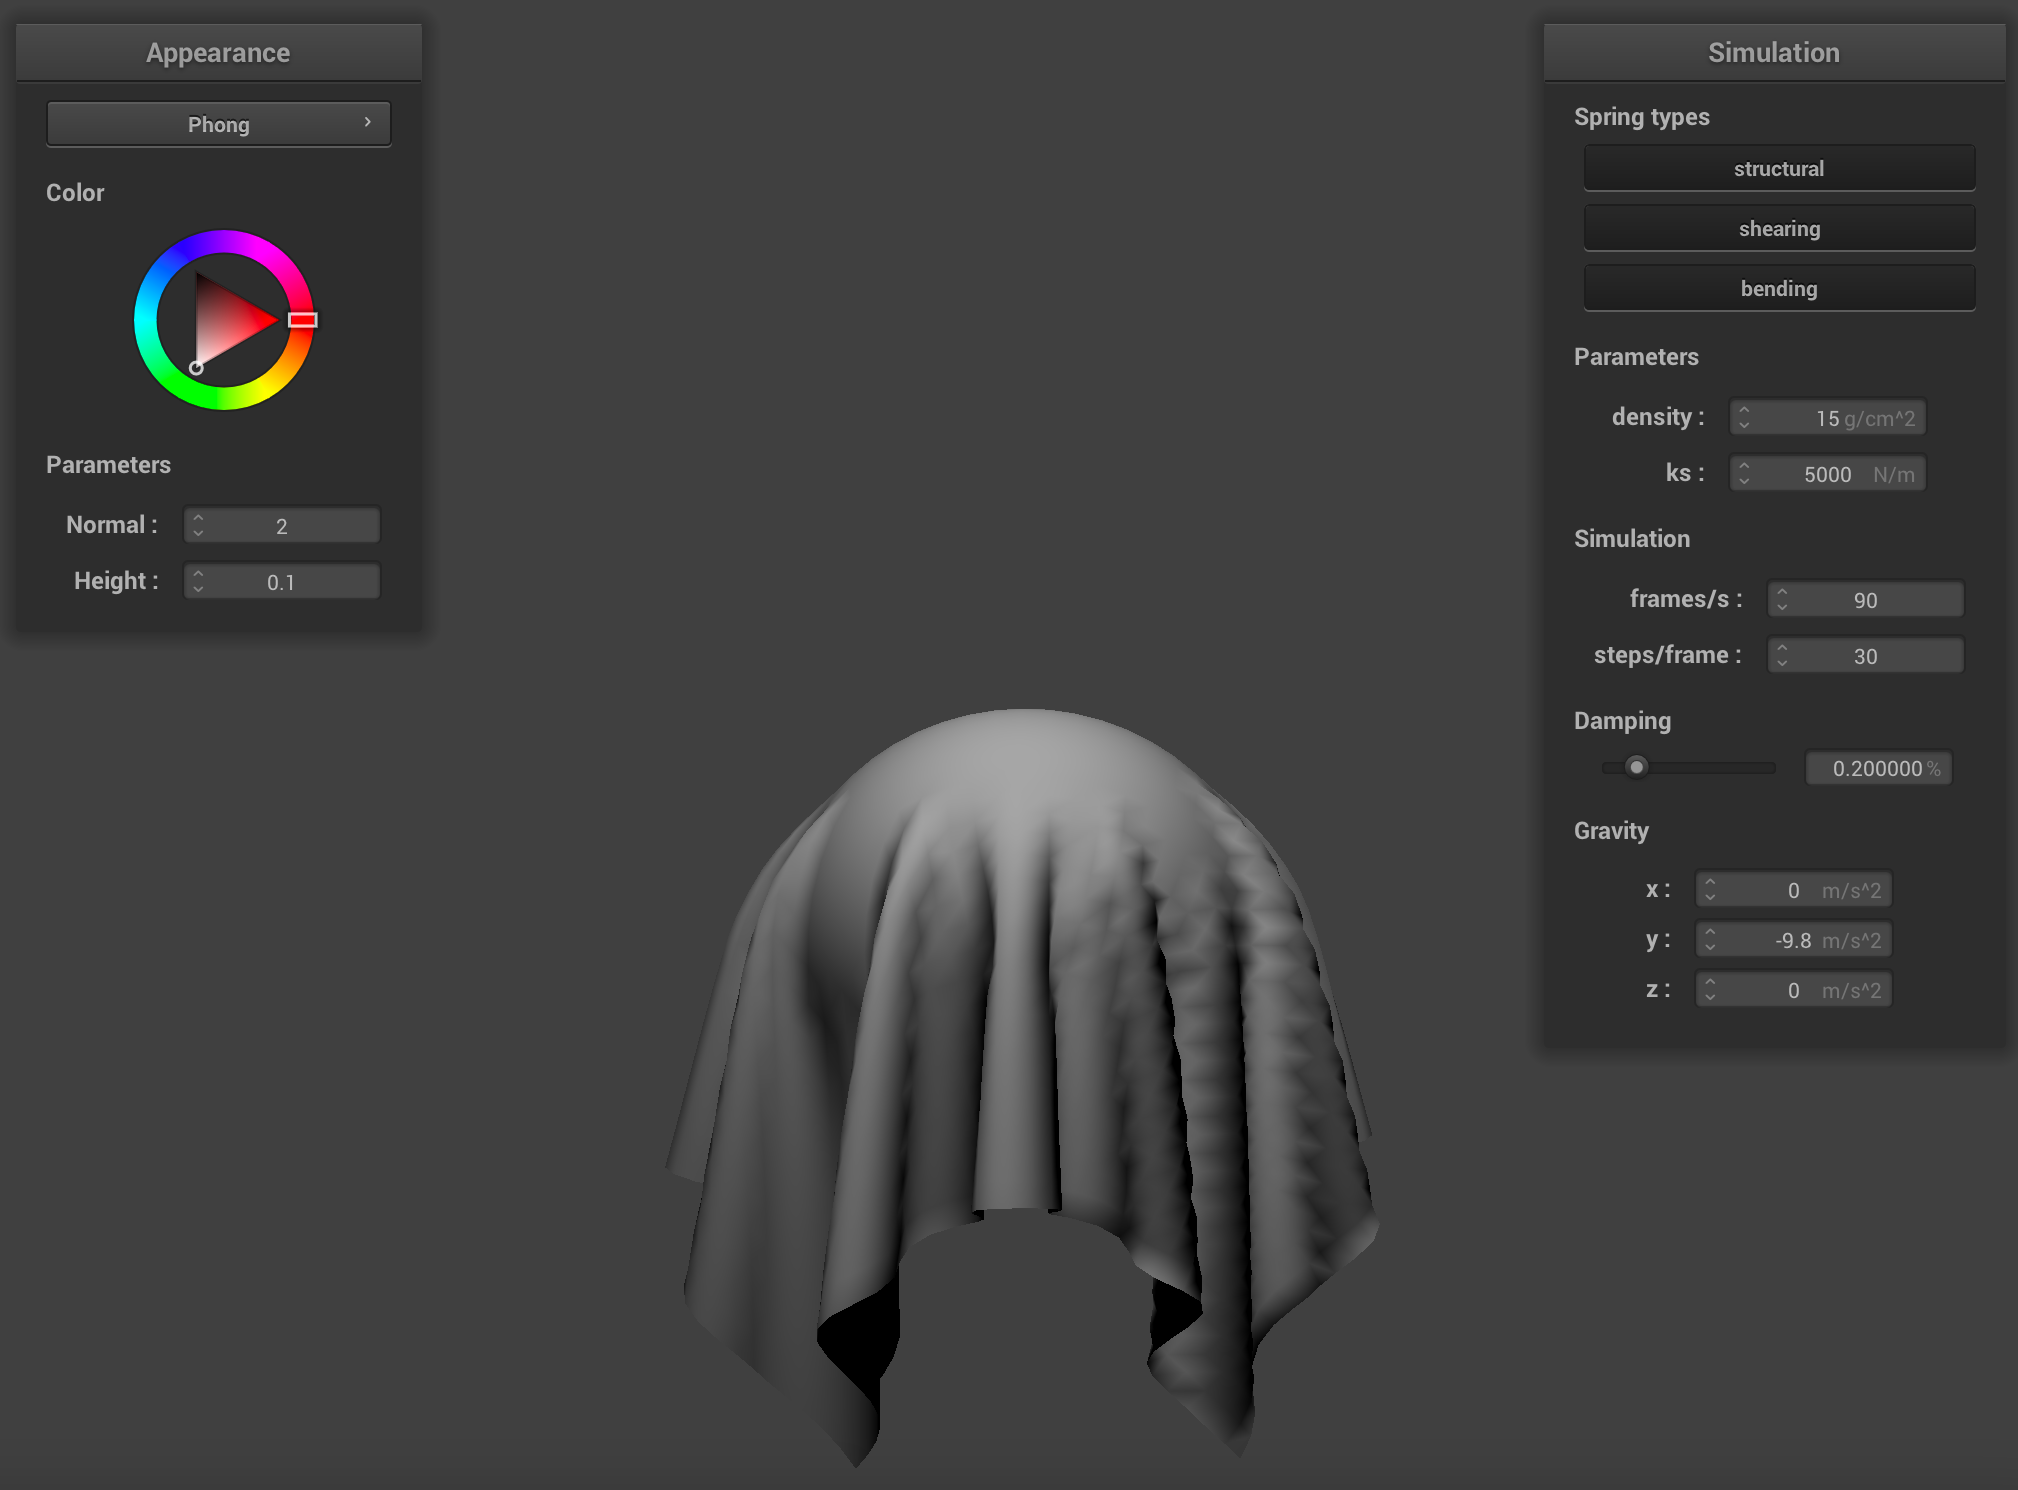 Appearance
Phong
Color
Parameters
Normal : 2
Height : 0.1
Simulation
Spring types
structural
shearing
bending
Parameters
density : 15 g/cm^2
ks : 5000 N/m
Simulation
frames/s : 90
steps/frame : 30
Damping
0.200000 %
Gravity
x : 0 m/s^2
y : -9.8 m/s^2
z : 0 m/s^2